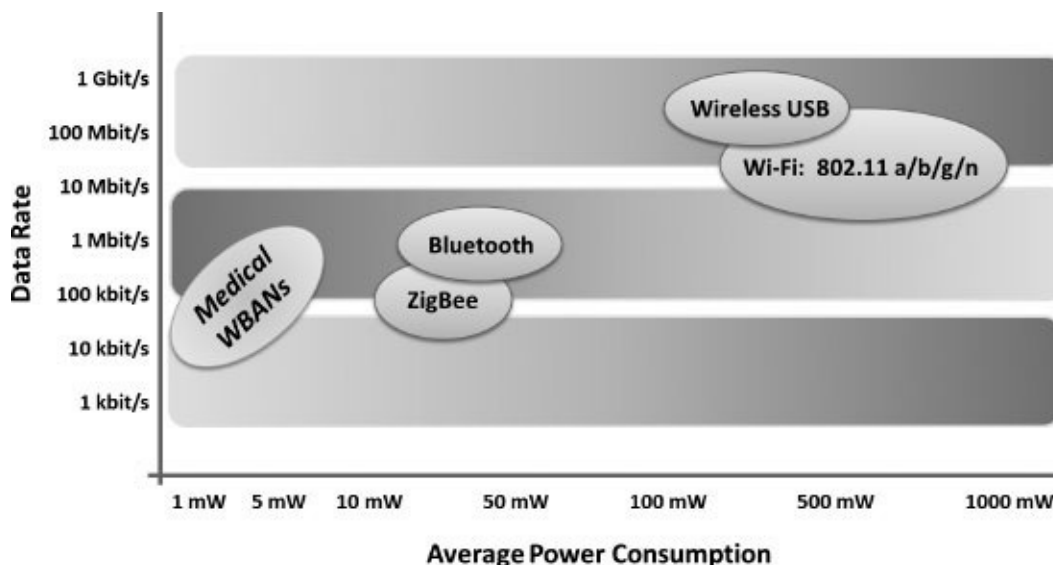 1 Gbit/s
100 Mbit/s
10 Mbit/s
1 Mbit/s
100 kbit/s
10 kbit/s
1 kbit/s
Data Rate
Wireless USB
Wi-Fi: 802.11 a/b/g/n
Bluetooth
ZigBee
Medical
WBANs
1 mW 5 mW 10 mW 50 mW 100 mW 500 mW 1000 mW
Average Power Consumption